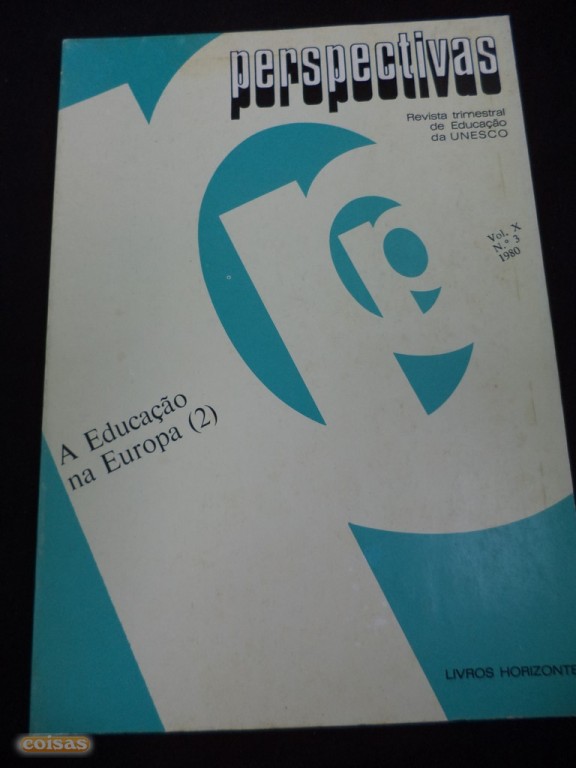 perspectivas
Revista trimestral
de Educação
da UNESCO
Vol. X
N.º 3
1980
A Educação
na Europa (2)
LIVROS HORIZONTE
coisas